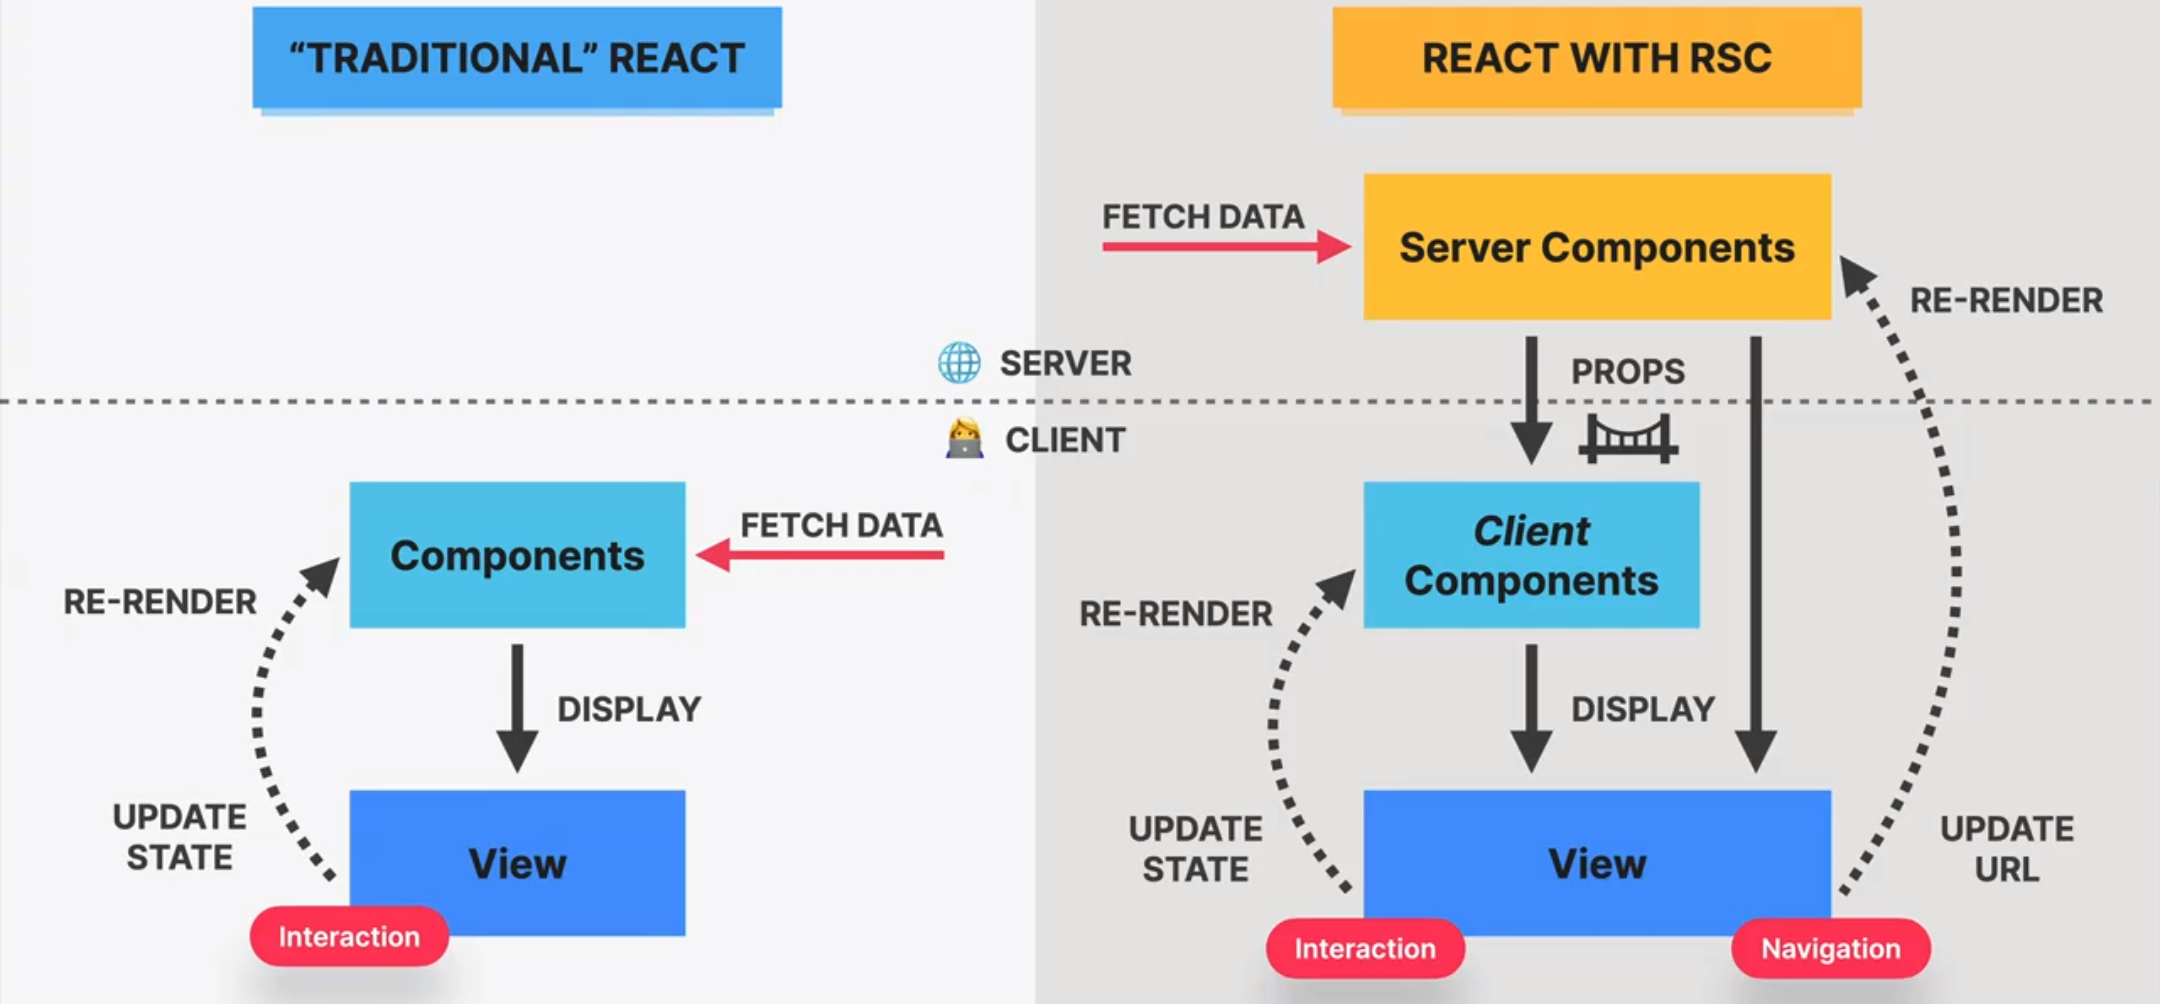 “TRADITIONAL” REACT
REACT WITH RSC
FETCH DATA
Server Components
RE-RENDER
SERVER
PROPS
CLIENT
Components
FETCH DATA
Client
Components
RE-RENDER
RE-RENDER
DISPLAY
DISPLAY
UPDATE
STATE
View
UPDATE
STATE
View
UPDATE
URL
Interaction
Interaction
Navigation